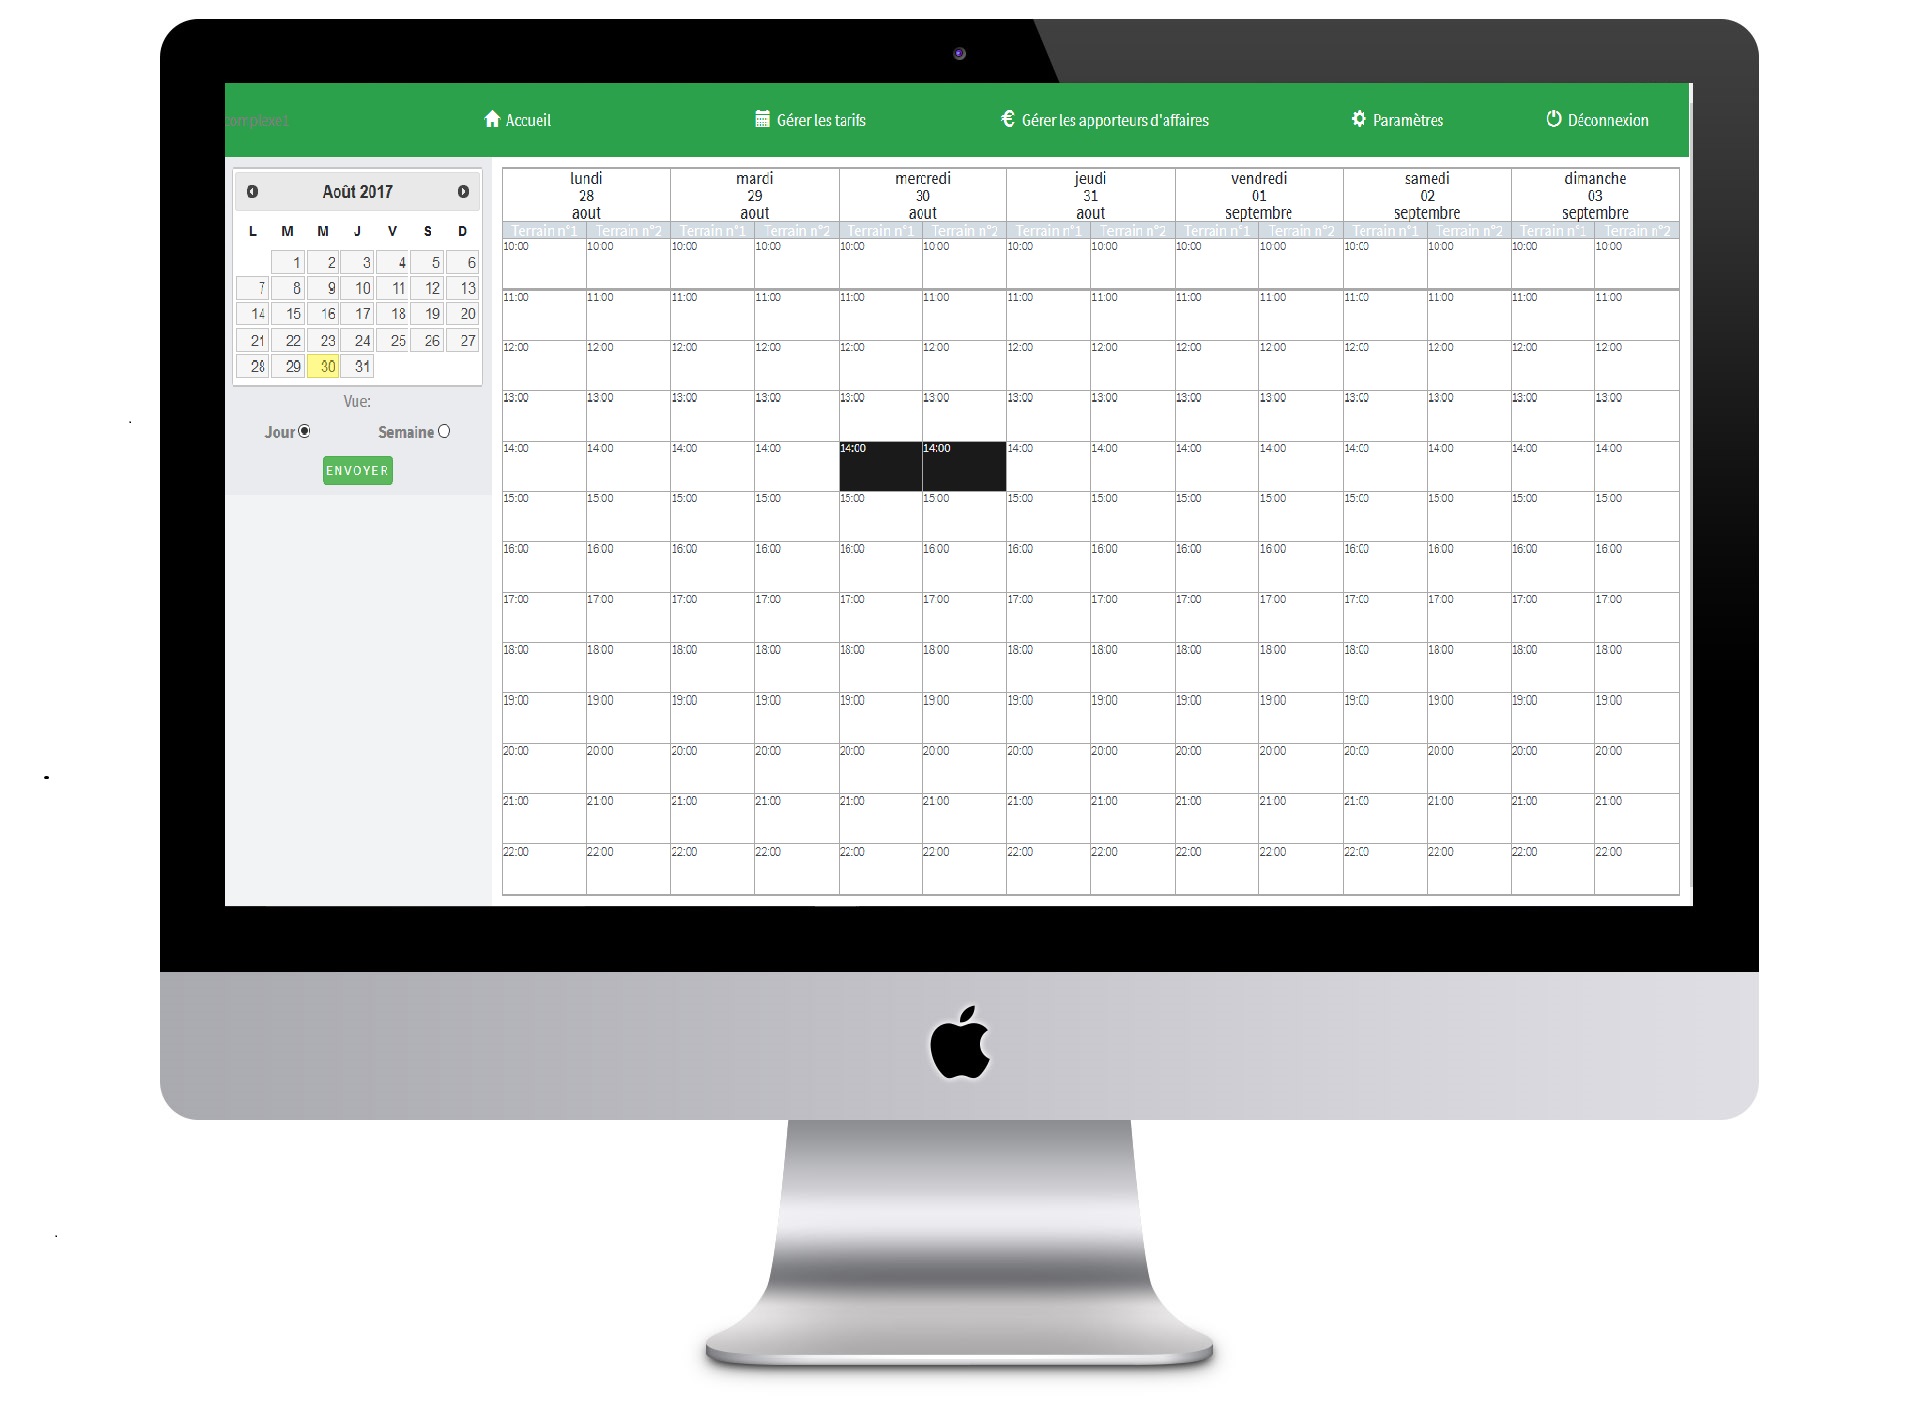 complexe1
Accueil
Gérer les tarifs
€ Gérer les apporteurs d'affaires
Paramètres
Déconnexion
Août 2017
L M M J V S D
1 2 3 4 5 6
7 8 9 10 11 12 13
14 15 16 17 18 19 20
21 22 23 24 25 26 27
28 29 30 31
Vue:
Jour Semaine
ENVOYER
lundi mardi mercredi jeudi vendredi samedi dimanche
28 29 30 31 01 02 03
aout aout aout aout septembre septembre septembre
Terrain n°1 Terrain n°2 Terrain n°1 Terrain n°2 Terrain n°1 Terrain n°2 Terrain n°1 Terrain n°2 Terrain n°1 Terrain n°2 Terrain n°1 Terrain n°2 Terrain n°1 Terrain n°2
10:00 10:00 10:00 10:00 10:00 10:00 10:00 10:00 10:00 10:00 10:00 10:00 10:00 10:00
11:00 11:00 11:00 11:00 11:00 11:00 11:00 11:00 11:00 11:00 11:00 11:00 11:00 11:00
12:00 12:00 12:00 12:00 12:00 12:00 12:00 12:00 12:00 12:00 12:00 12:00 12:00 12:00
13:00 13:00 13:00 13:00 13:00 13:00 13:00 13:00 13:00 13:00 13:00 13:00 13:00 13:00
14:00 14:00 14:00 14:00 14:00 14:00 14:00 14:00 14:00 14:00 14:00 14:00 14:00 14:00
15:00 15:00 15:00 15:00 15:00 15:00 15:00 15:00 15:00 15:00 15:00 15:00 15:00 15:00
16:00 16:00 16:00 16:00 16:00 16:00 16:00 16:00 16:00 16:00 16:00 16:00 16:00 16:00
17:00 17:00 17:00 17:00 17:00 17:00 17:00 17:00 17:00 17:00 17:00 17:00 17:00 17:00
18:00 18:00 18:00 18:00 18:00 18:00 18:00 18:00 18:00 18:00 18:00 18:00 18:00 18:00
19:00 19:00 19:00 19:00 19:00 19:00 19:00 19:00 19:00 19:00 19:00 19:00 19:00 19:00
20:00 20:00 20:00 20:00 20:00 20:00 20:00 20:00 20:00 20:00 20:00 20:00 20:00 20:00
21:00 21:00 21:00 21:00 21:00 21:00 21:00 21:00 21:00 21:00 21:00 21:00 21:00 21:00
22:00 22:00 22:00 22:00 22:00 22:00 22:00 22:00 22:00 22:00 22:00 22:00 22:00 22:00